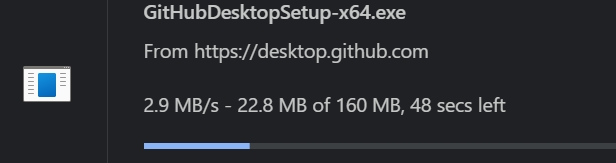 GitHubDesktopSetup-x64.exe
From https://desktop.github.com
2.9 MB/s - 22.8 MB of 160 MB, 48 secs left